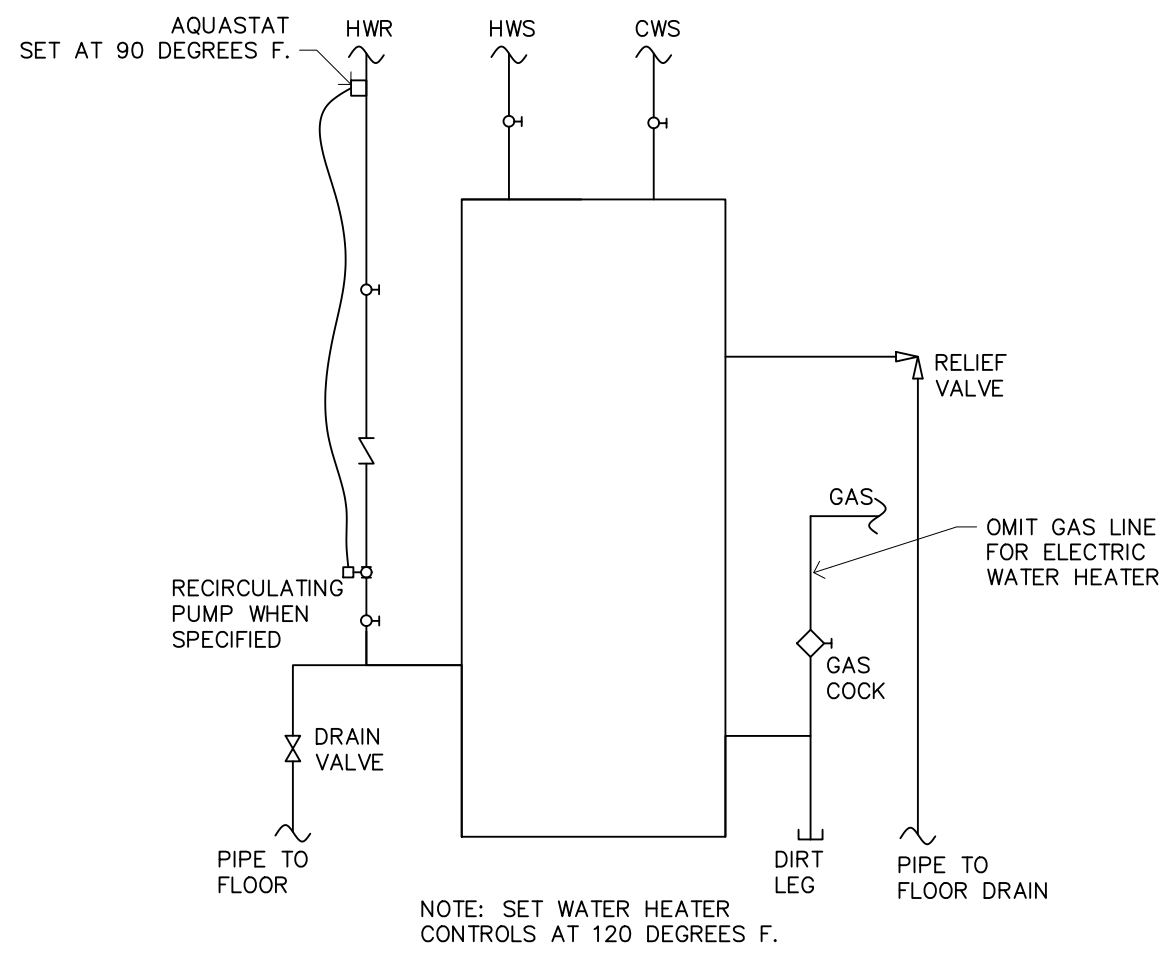 AQUASTAT
SET AT 90 DEGREES F.
HWR
HWS
CWS
RELIEF
VALVE
GAS
OMIT GAS LINE
FOR ELECTRIC
WATER HEATER
RECIRCULATING
PUMP WHEN
SPECIFIED
GAS
COCK
DRAIN
VALVE
PIPE TO
FLOOR
DIRT
LEG
PIPE TO
FLOOR DRAIN
NOTE: SET WATER HEATER
CONTROLS AT 120 DEGREES F.